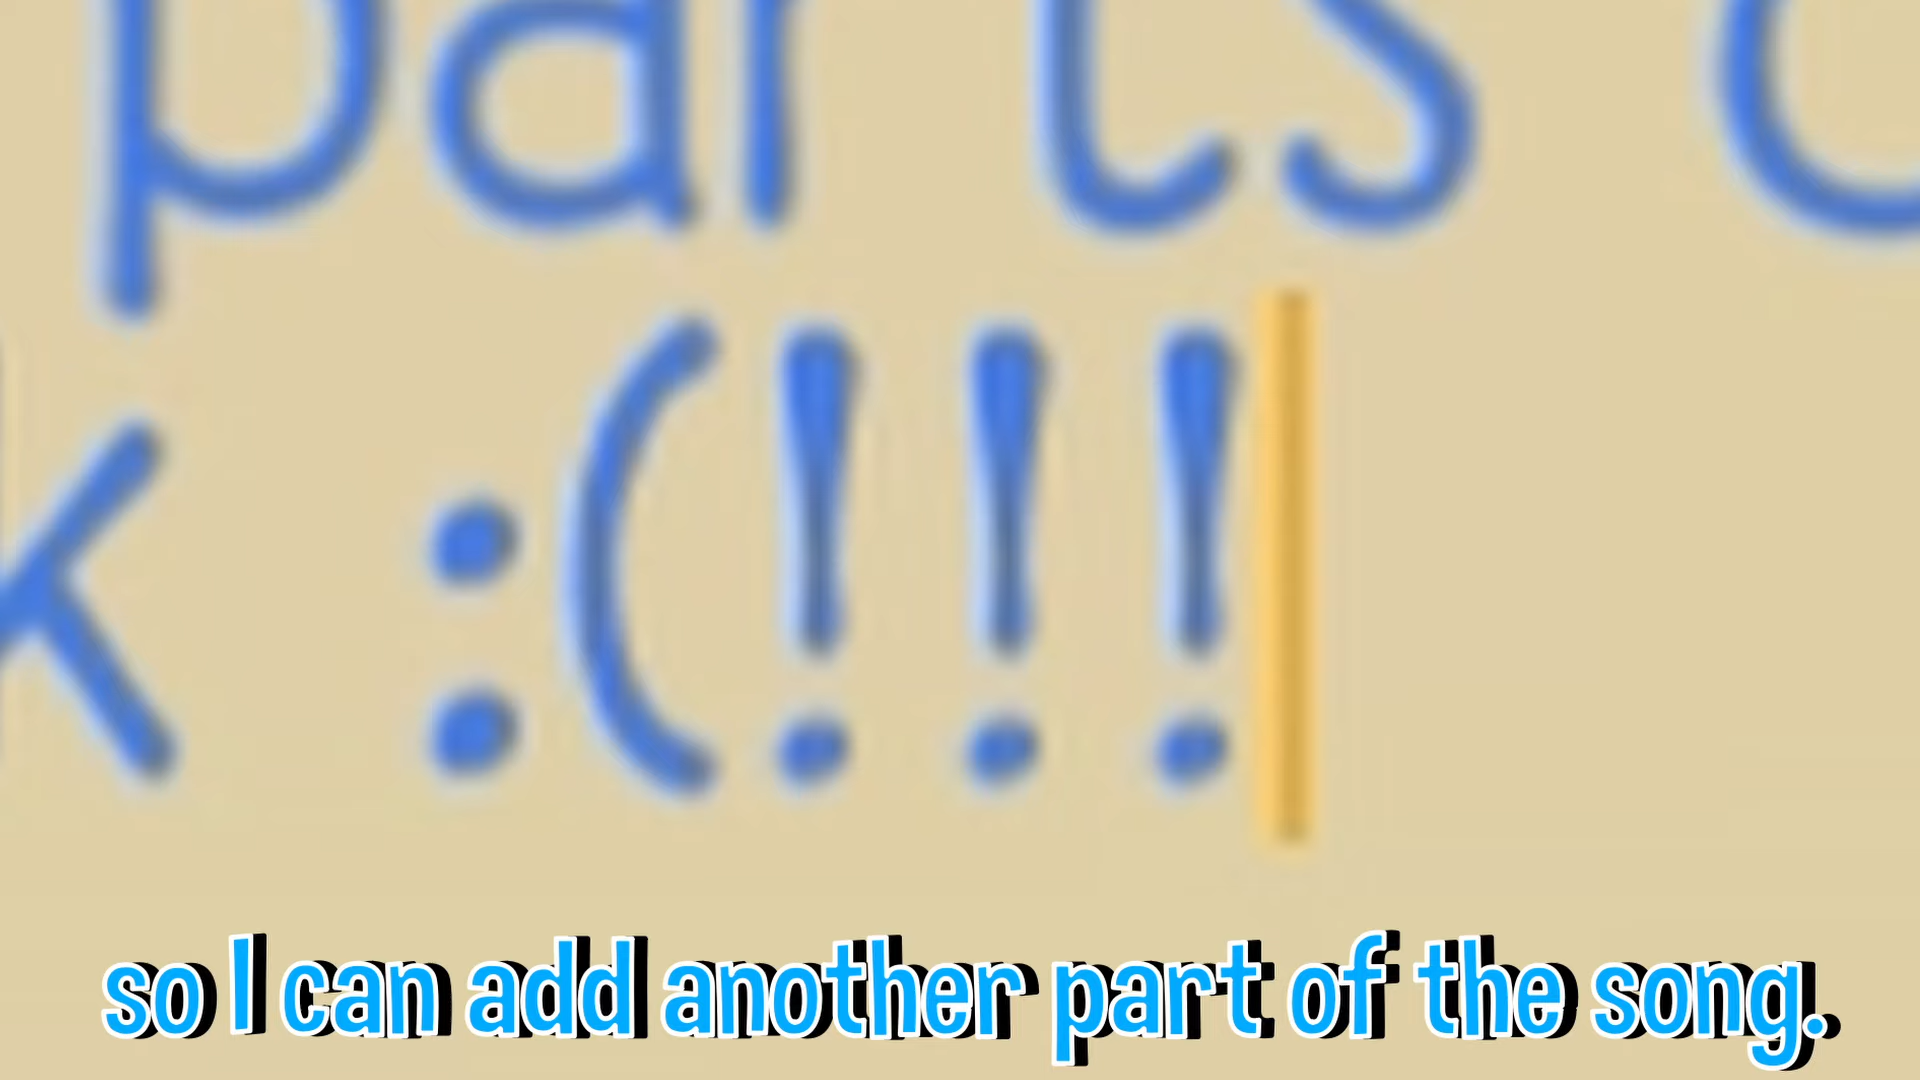 parts
:(!!!
so I can add another part of the song.